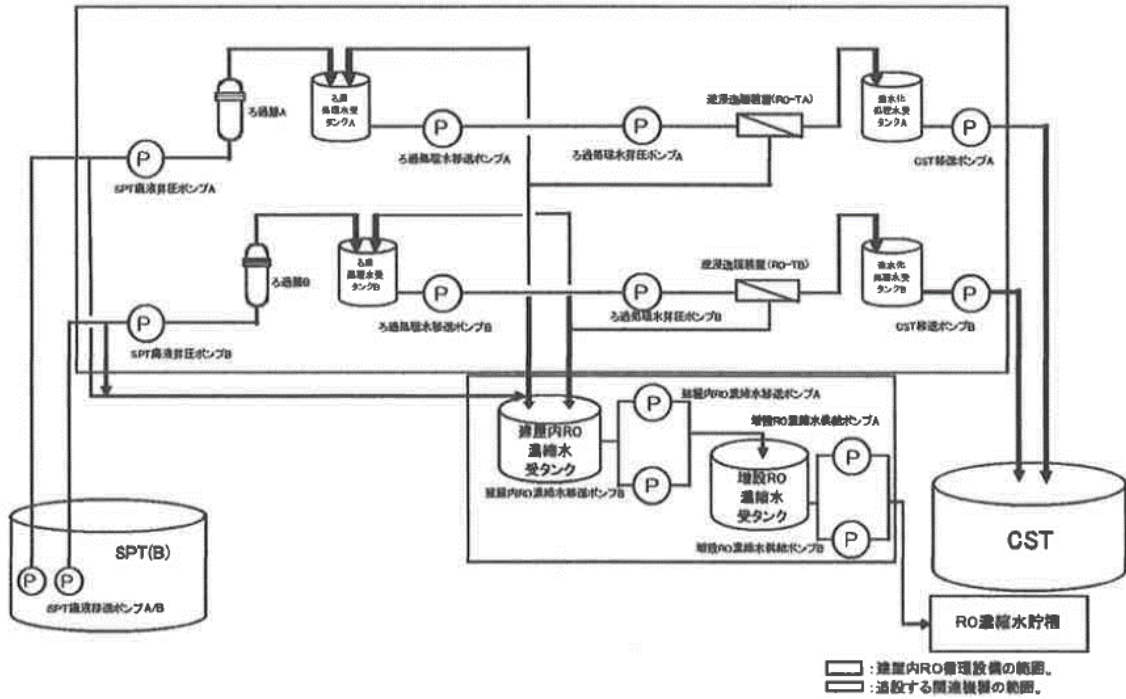 ろ過器A
ろ過
処理水受
タンクA
逆浸透膜装置(RO-TA)
淡水化
処理水受
タンクA
P
P
P
P
SPT廃液昇圧ポンプA
ろ過処理水移送ポンプA
ろ過処理水昇圧ポンプA
CST移送ポンプA
ろ過器B
ろ過
処理水受
タンクB
逆浸透膜装置(RO-TB)
淡水化
処理水受
タンクB
P
P
P
P
SPT廃液昇圧ポンプB
ろ過処理水移送ポンプB
ろ過処理水昇圧ポンプB
CST移送ポンプB
建屋内RO濃縮水移送ポンプA
P
建屋内RO
濃縮水
受タンク
増設RO濃縮水供給ポンプA
P
P
建屋内RO濃縮水移送ポンプB
増設RO
濃縮水
受タンク
P
増設RO濃縮水供給ポンプB
SPT(B)
P
P
SPT廃液移送ポンプA/B
CST
RO濃縮水貯槽
:建屋内RO循環設備の範囲。
:追設する関連機器の範囲。